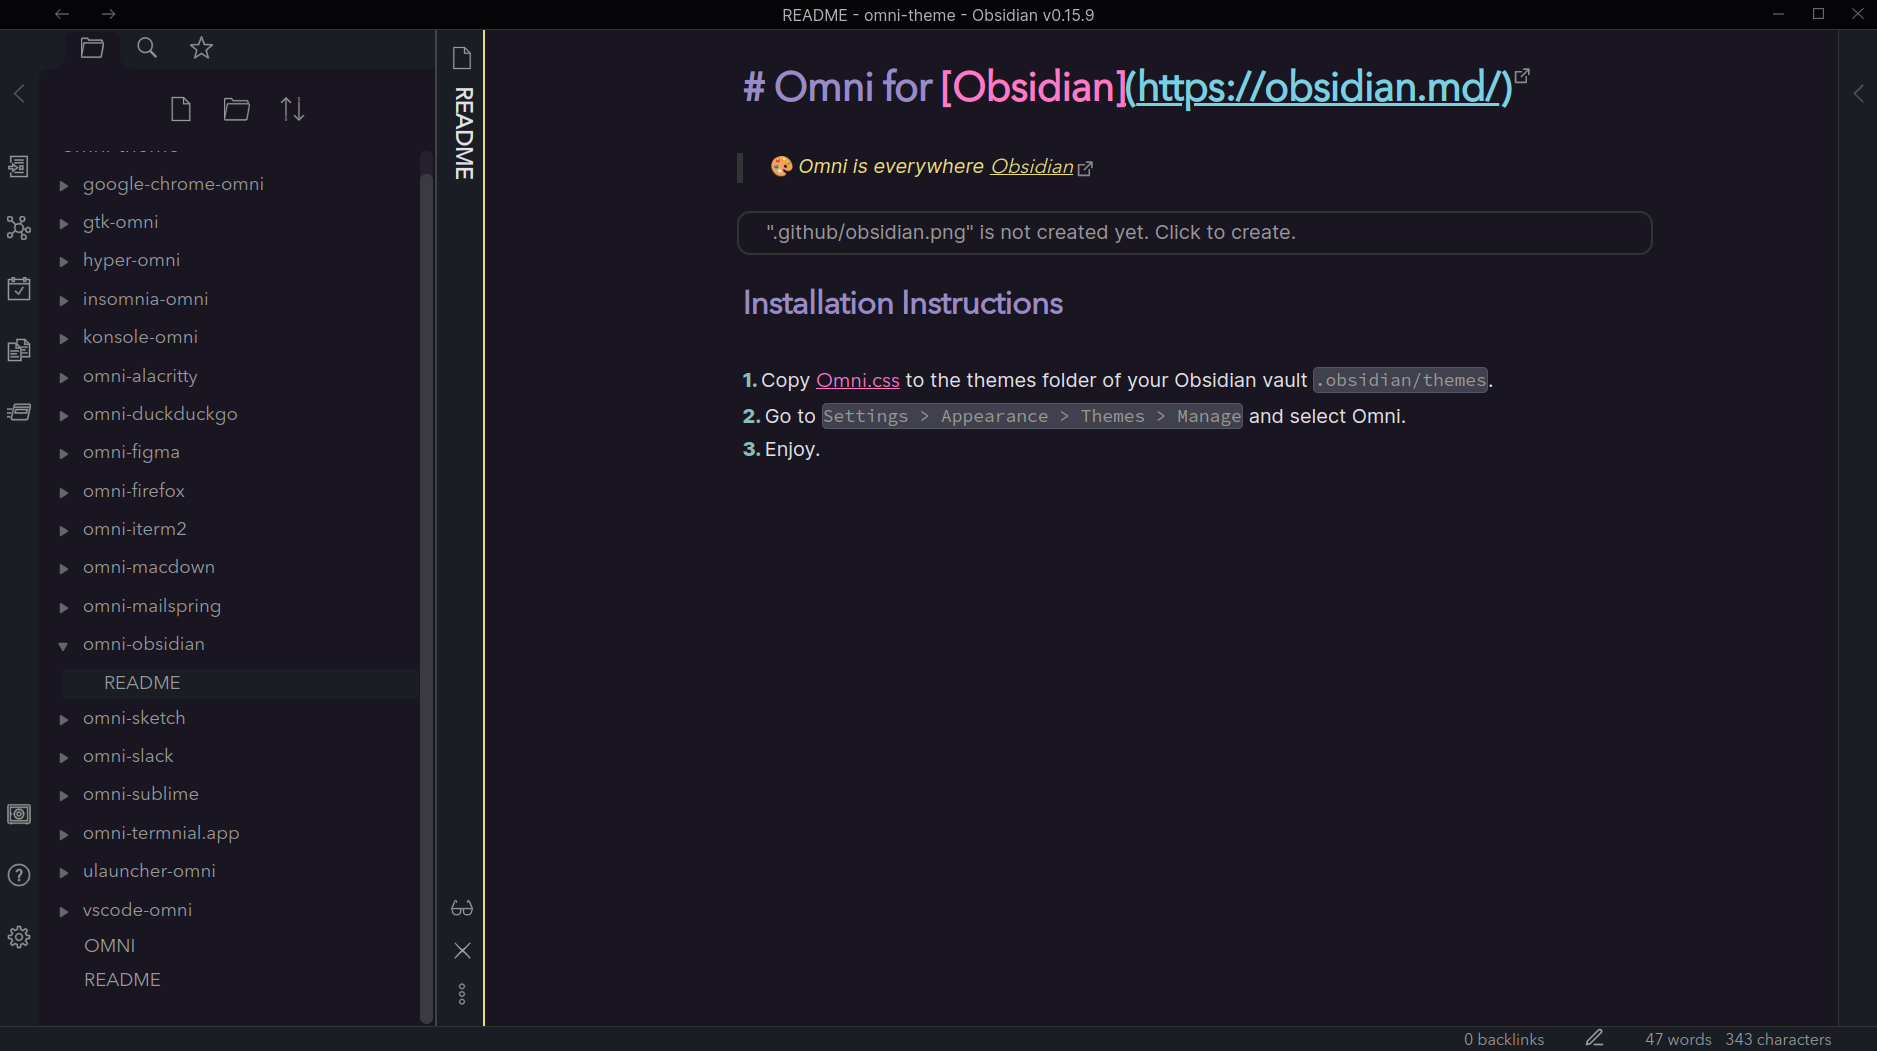 README - omni-theme - Obsidian v0.15.9
google-chrome-omni
gtk-omni
hyper-omni
insomnia-omni
konsole-omni
omni-alacritty
omni-duckduckgo
omni-figma
omni-firefox
omni-iterm2
omni-macdown
omni-mailspring
omni-obsidian
README
omni-sketch
omni-slack
omni-sublime
omni-termnial.app
ulauncher-omni
vscode-omni
OMNI
README
README
# Omni for [Obsidian](https://obsidian.md/)
🎨 Omni is everywhere Obsidian
".github/obsidian.png" is not created yet. Click to create.
Installation Instructions
1. Copy Omni.css to the themes folder of your Obsidian vault .obsidian/themes.
2. Go to Settings > Appearance > Themes > Manage and select Omni.
3. Enjoy.
0 backlinks
47 words 343 characters